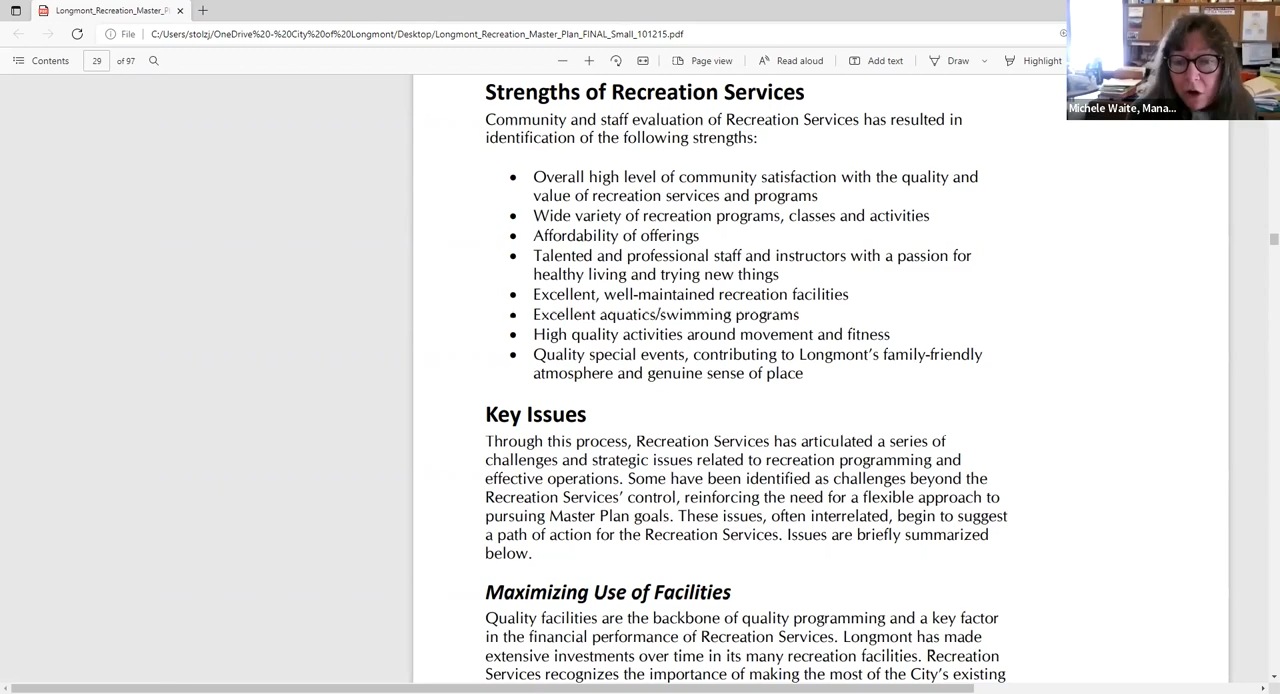 Longmont_Recreation_Master_P
File
C:/Users/stolzj/OneDrive%20-%20City%20of%20Longmont/Desktop/Longmont_Recreation_Master_Plan_FINAL_Small_101215.pdf
Contents
29
of 97
Page view
Read aloud
Add text
Draw
Highlight
Michele Waite, Mana...
Strengths of Recreation Services
Community and staff evaluation of Recreation Services has resulted in
identification of the following strengths:
• Overall high level of community satisfaction with the quality and
value of recreation services and programs
• Wide variety of recreation programs, classes and activities
• Affordability of offerings
• Talented and professional staff and instructors with a passion for
healthy living and trying new things
• Excellent, well-maintained recreation facilities
• Excellent aquatics/swimming programs
• High quality activities around movement and fitness
• Quality special events, contributing to Longmont's family-friendly
atmosphere and genuine sense of place
Key Issues
Through this process, Recreation Services has articulated a series of
challenges and strategic issues related to recreation programming and
effective operations. Some have been identified as challenges beyond the
Recreation Services' control, reinforcing the need for a flexible approach to
pursuing Master Plan goals. These issues, often interrelated, begin to suggest
a path of action for the Recreation Services. Issues are briefly summarized
below.
Maximizing Use of Facilities
Quality facilities are the backbone of quality programming and a key factor
in the financial performance of Recreation Services. Longmont has made
extensive investments over time in its many recreation facilities. Recreation
Services recognizes the importance of making the most of the City's existing